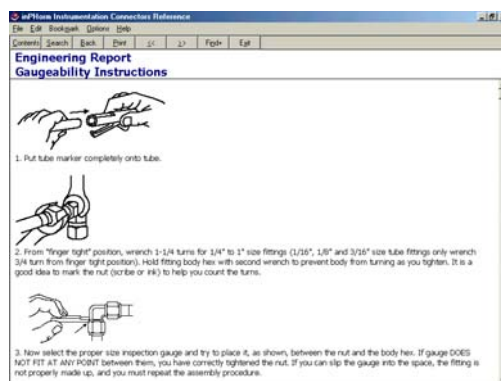 inPHorm Instrumentation Connectors Reference
File Edit Bookmark Options Help
Contents Search Back Print << >> Find+ Exit
Engineering Report
Gaugeability Instructions
1. Put tube marker completely onto tube.
2. From "finger tight" position, wrench 1-1/4 turns for 1/4" to 1" size fittings (1/16", 1/8" and 3/16" size tube fittings only wrench
3/4 turn from finger tight position). Hold fitting body hex with second wrench to prevent body from turning as you tighten. It is a
good idea to mark the nut (scribe or ink) to help you count the turns.
3. Now select the proper size inspection gauge and try to place it, as shown, between the nut and the body hex. If gauge DOES
NOT FIT AT ANY POINT between them, you have correctly tightened the nut. If you can slip the gauge into the space, the fitting is
not properly made up, and you must repeat the assembly procedure.